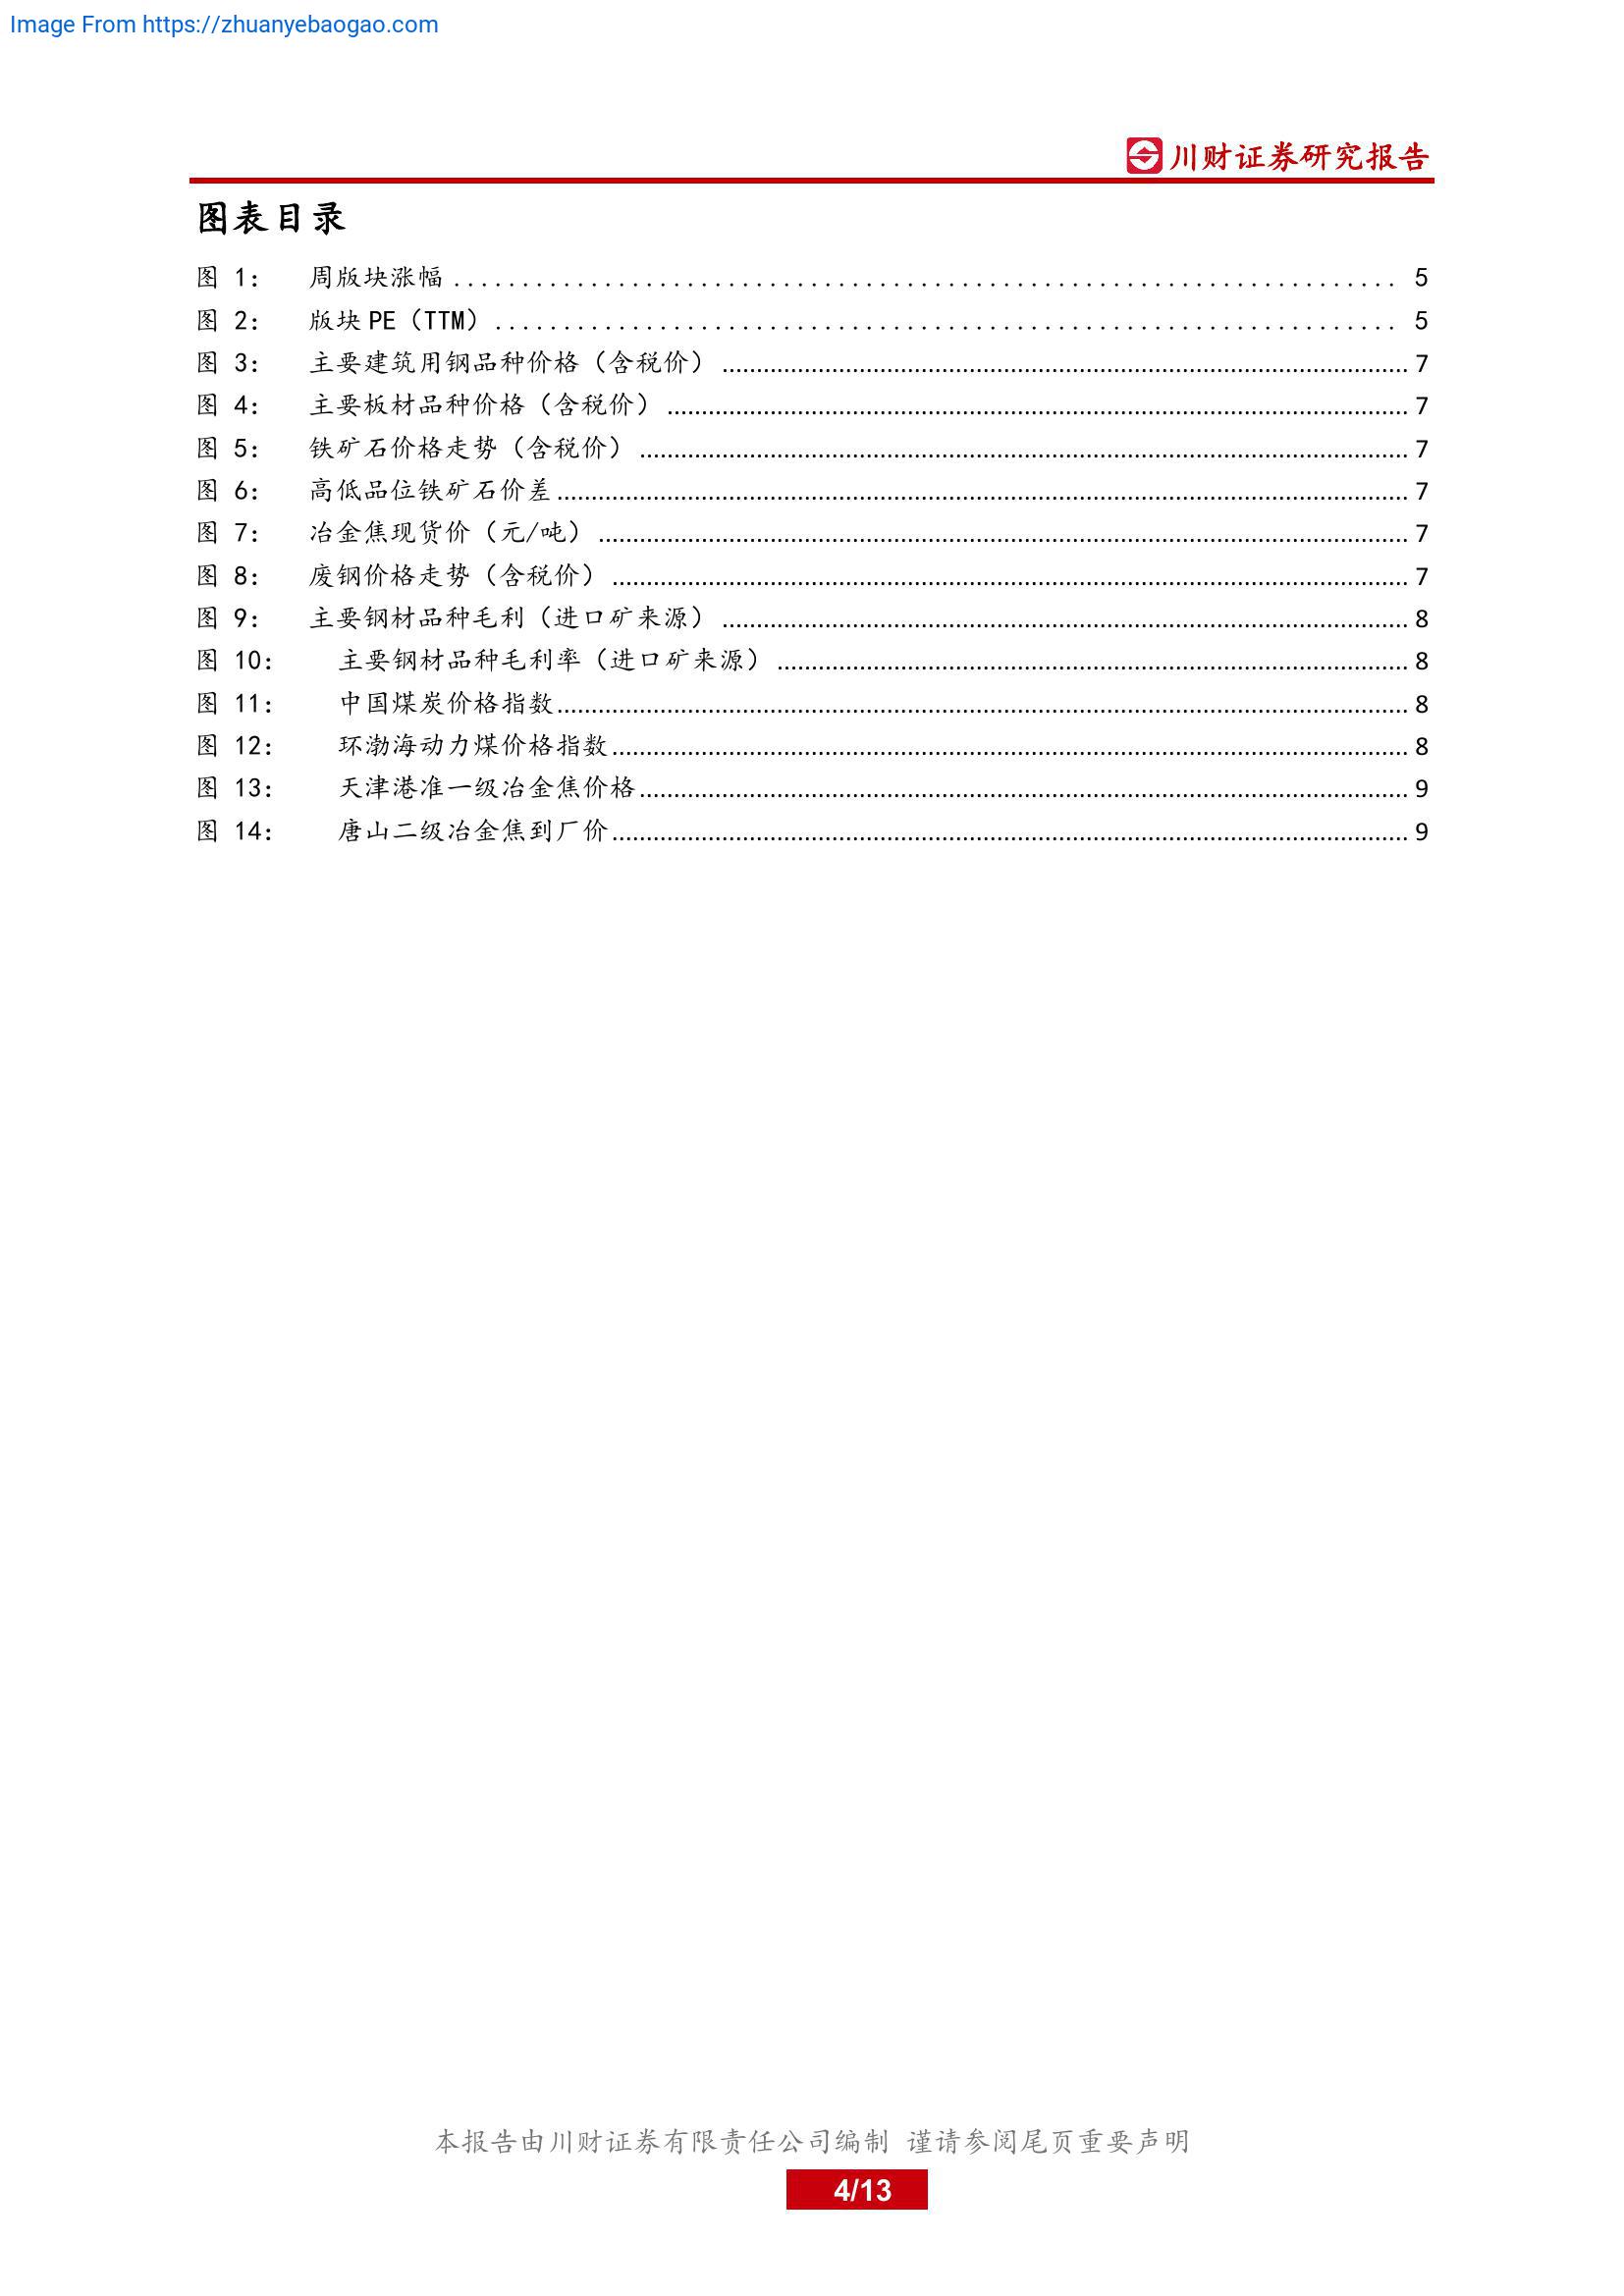 Image From https://zhuanyebaogao.com
川财证券研究报告
图表目录
图 1： 周版块涨幅 ..................................................................... 5
图 2： 版块 PE（TTM） .................................................................. 5
图 3： 主要建筑用钢品种价格（含税价） ..................................................................... 7
图 4： 主要板材品种价格（含税价） ..................................................................... 7
图 5： 铁矿石价格走势（含税价） ..................................................................... 7
图 6： 高低品位铁矿石价差 ..................................................................... 7
图 7： 冶金焦现货价（元/吨） ..................................................................... 7
图 8： 废钢价格走势（含税价） ..................................................................... 7
图 9： 主要钢材品种毛利（进口矿来源） ..................................................................... 8
图 10： 主要钢材品种毛利率（进口矿来源） ..................................................................... 8
图 11： 中国煤炭价格指数 ..................................................................... 8
图 12： 环渤海动力煤价格指数 ..................................................................... 8
图 13： 天津港准一级冶金焦价格 ..................................................................... 9
图 14： 唐山二级冶金焦到厂价 ..................................................................... 9
本报告由川财证券有限责任公司编制 谨请参阅尾页重要声明
4/13